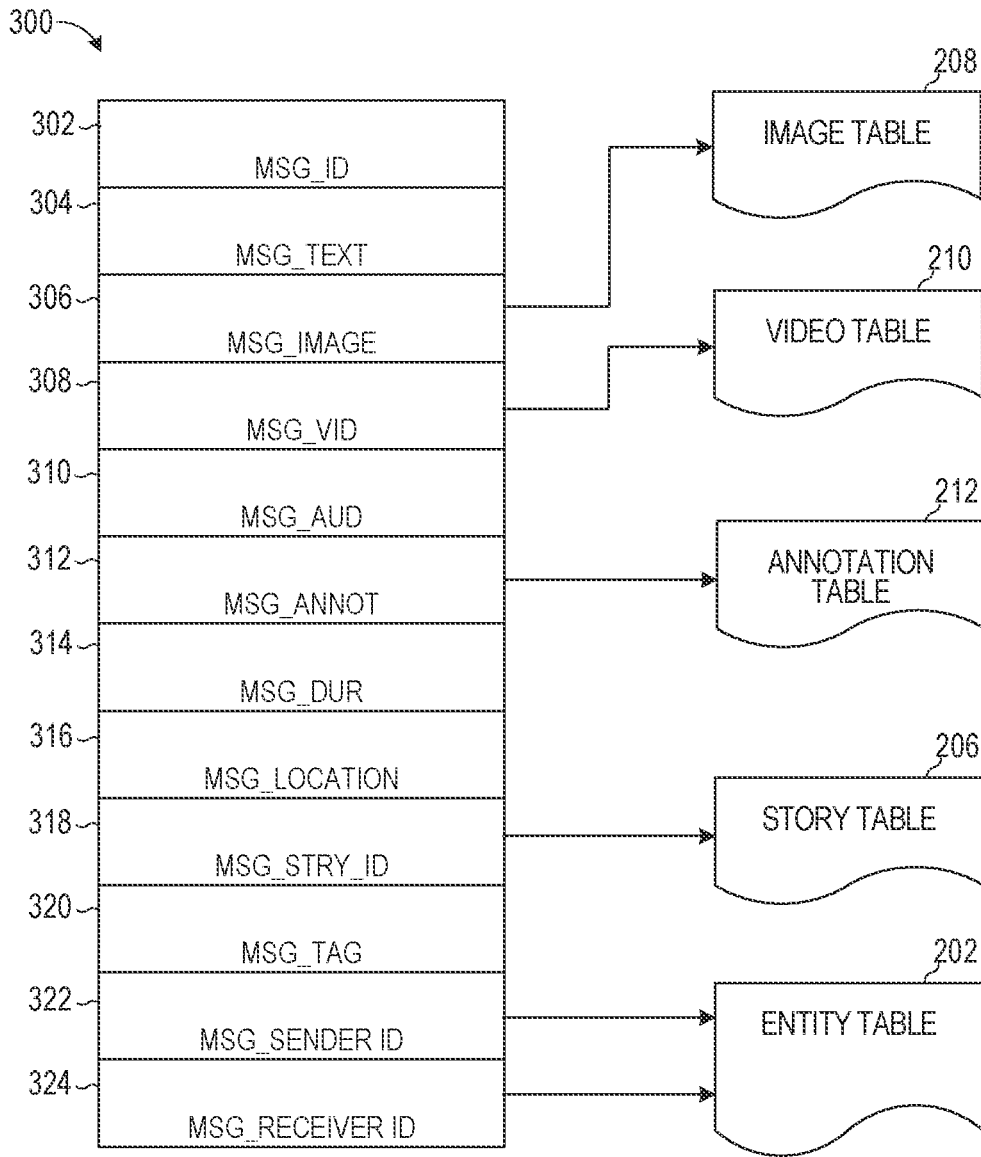 300
302
MSG_ID
304
MSG_TEXT
306
MSG_IMAGE
308
MSG_VID
310
MSG_AUD
312
MSG_ANNOT
314
MSG_DUR
316
MSG_LOCATION
318
MSG_STRY_ID
320
MSG_TAG
322
MSG_SENDER ID
324
MSG_RECEIVER ID
208
IMAGE TABLE
210
VIDEO TABLE
212
ANNOTATION
TABLE
206
STORY TABLE
202
ENTITY TABLE